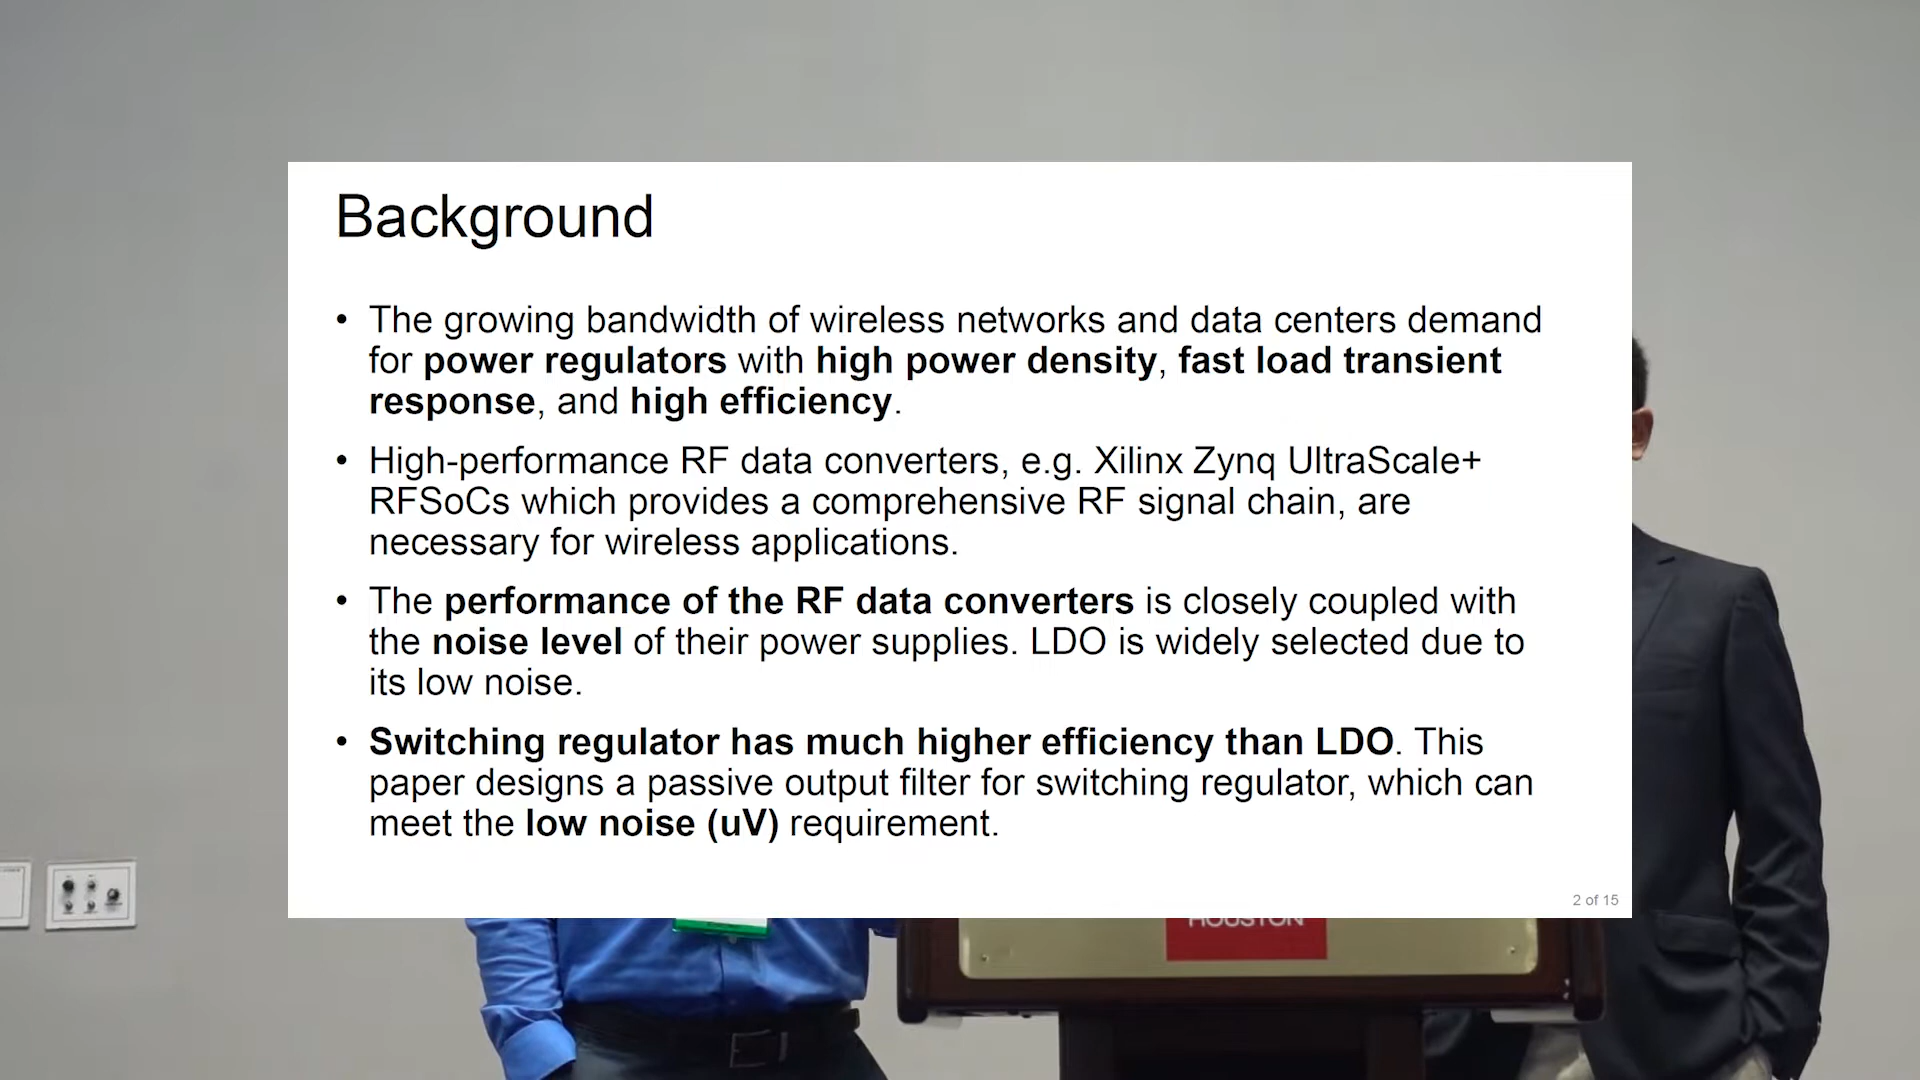 Background
• The growing bandwidth of wireless networks and data centers demand
for power regulators with high power density, fast load transient
response, and high efficiency.
• High-performance RF data converters, e.g. Xilinx Zynq UltraScale+
RFSoCs which provides a comprehensive RF signal chain, are
necessary for wireless applications.
• The performance of the RF data converters is closely coupled with
the noise level of their power supplies. LDO is widely selected due to
its low noise.
• Switching regulator has much higher efficiency than LDO. This
paper designs a passive output filter for switching regulator, which can
meet the low noise (uV) requirement.
2 of 15
HOUSTON